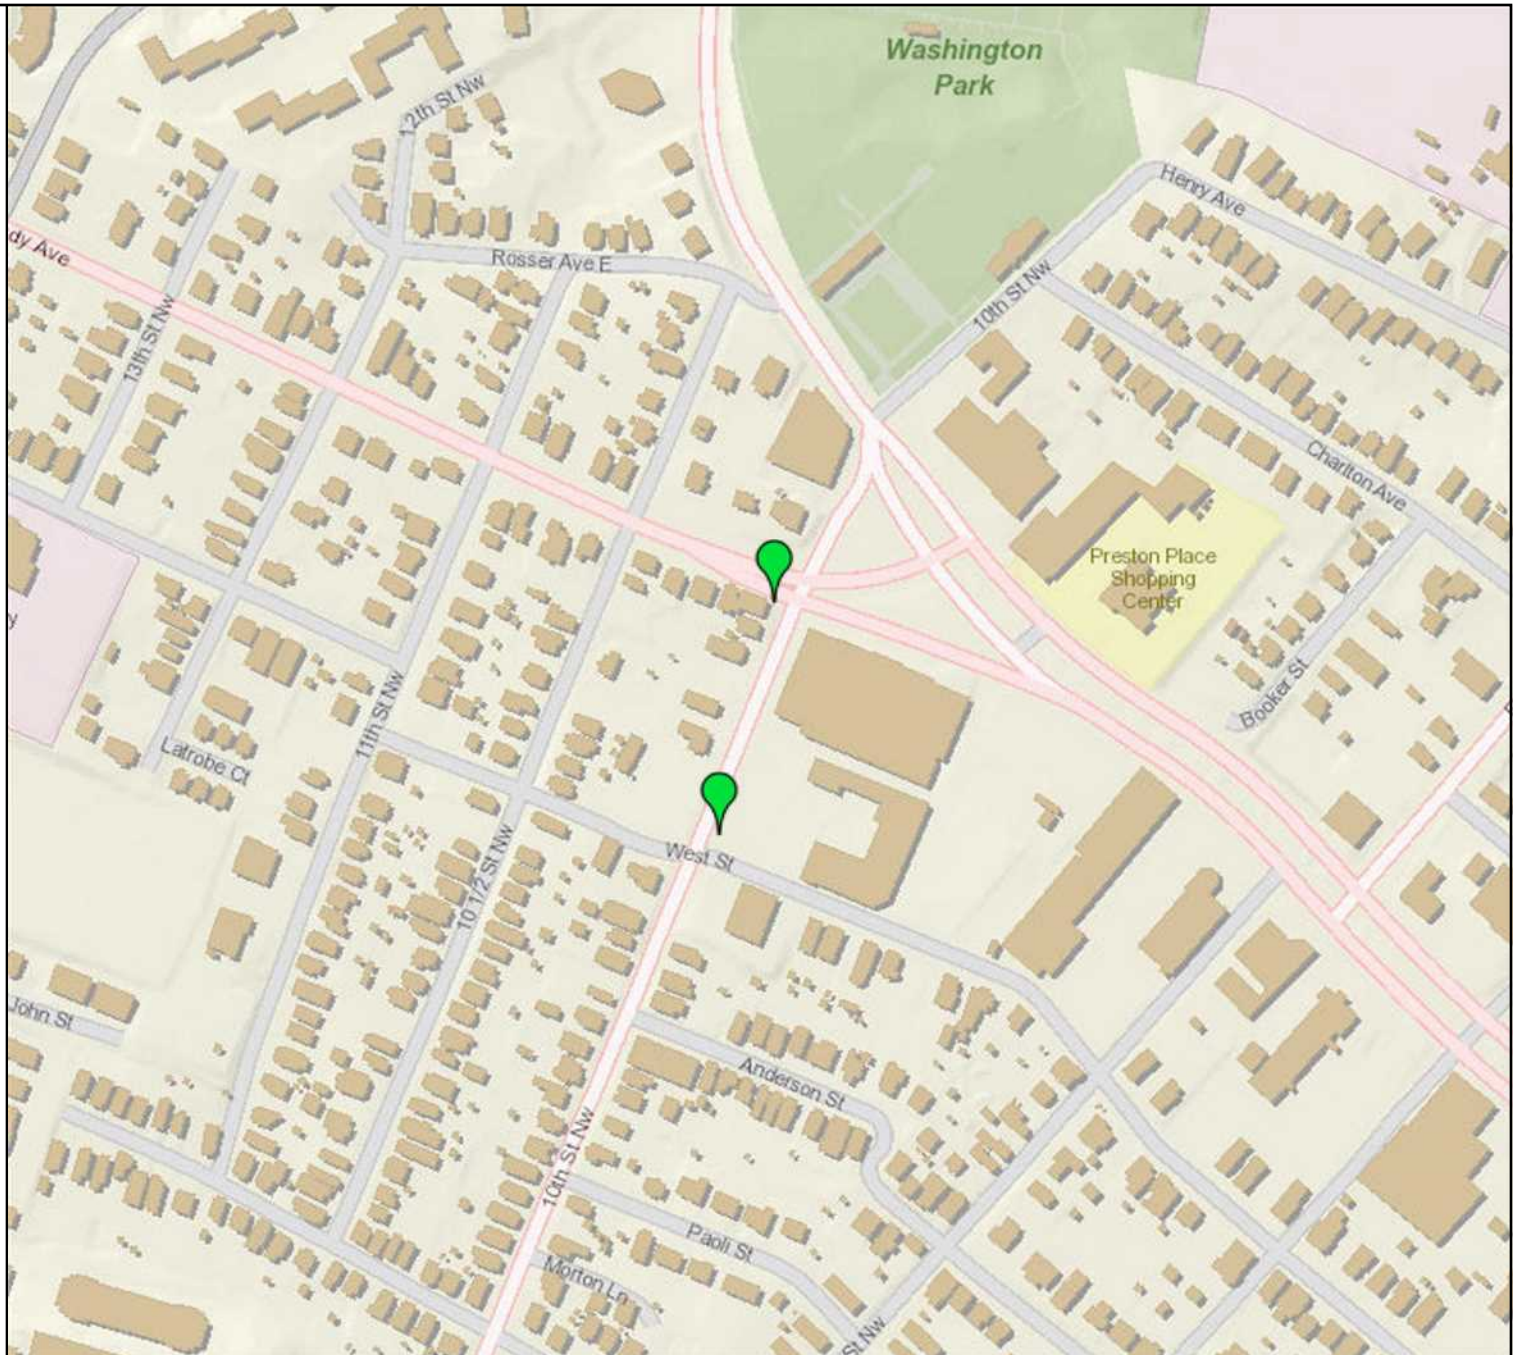 Washington
Park
12th St Nw
Henry Ave
dy Ave
Rosser Ave E
10th St Nw
13th St Nw
Charlton Ave
Preston Place
Shopping
Center
y
Booker St
11th St Nw
Latrobe Ct
10 1/2 St Nw
West St
John St
Anderson St
10th St Nw
Paoli St
Morton Ln
St Nw